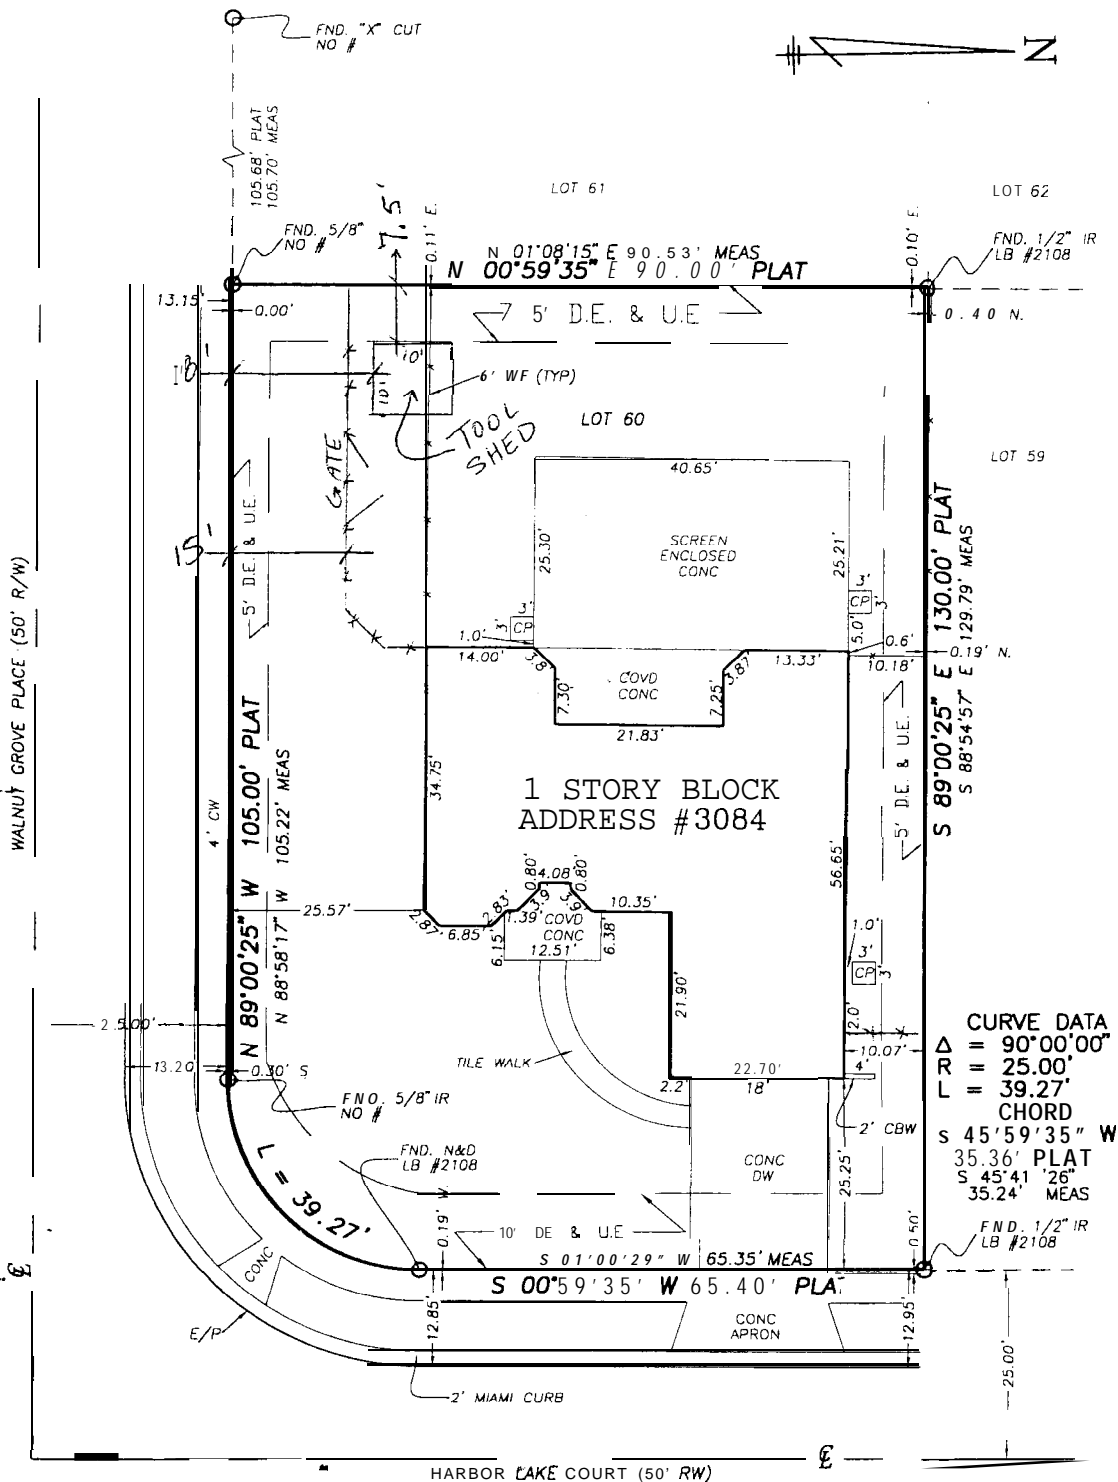 FND. "X" CUT
NO #
N
105.68' PLAT
105.70' MEAS
LOT 61
LOT 62
FND. 5/8"
NO #
7.5'
0.11' E.
N 01°08'15" E 90.53' MEAS
N 00°59'35" E 90.00' PLAT
0.10' E.
FND. 1/2" IR
LB #2108
13.15'
0.00'
5' D.E. & U.E
0.40 N.
18'
10'
10'
6' WF (TYP)
TOOL
SHED
LOT 60
LOT 59
GATE
40.65'
15'
5' D.E. & U.E.
25.30'
SCREEN
ENCLOSED
CONC
25.21'
S 89°00'25" E 130.00' PLAT
S 88°54'57" E 129.79' MEAS
WALNUT GROVE PLACE (50' R/W)
3'
3'
CP
3'
CP
3'
1.0'
5.0'
0.6'
0.19' N.
14.00'
3.8'
13.33'
10.18'
COVD
CONC
7.30'
7.25'
3.87'
21.83'
5' D.E. & U.E.
34.75'
1 STORY BLOCK
ADDRESS #3084
4' CW
N 89°00'25" W 105.00' PLAT
N 88°58'17" W 105.22' MEAS
56.65'
0.80'
4.08'
0.80'
25.57'
2.87'
6.85'
2.83'
1.39'
3.9'
3.9'
10.35'
COVD
CONC
6.15'
12.51'
6.38'
1.0'
3'
CP
3'
21.90'
2.0'
25.00'
CURVE DATA
Δ = 90°00'00"
R = 25.00'
L = 39.27'
CHORD
S 45°59'35" W
35.36' PLAT
S 45°41'26"
35.24' MEAS
10.07'
TILE WALK
13.20'
0.30' S
22.70'
4'
2.2'
18'
FND. 5/8" IR
NO #
2' CBW
FND. N&D
LB #2108
CONC
DW
25.25'
L = 39.27'
0.19' W
10' DE & U.E
0.50'
FND. 1/2" IR
LB #2108
S 01°00'29" W 65.35' MEAS
S 00°59'35' W 65.40' PLA
CONC
E/P
12.85'
CONC
APRON
12.95'
25.00'
2' MIAMI CURB
HARBOR LAKE COURT (50' RW)